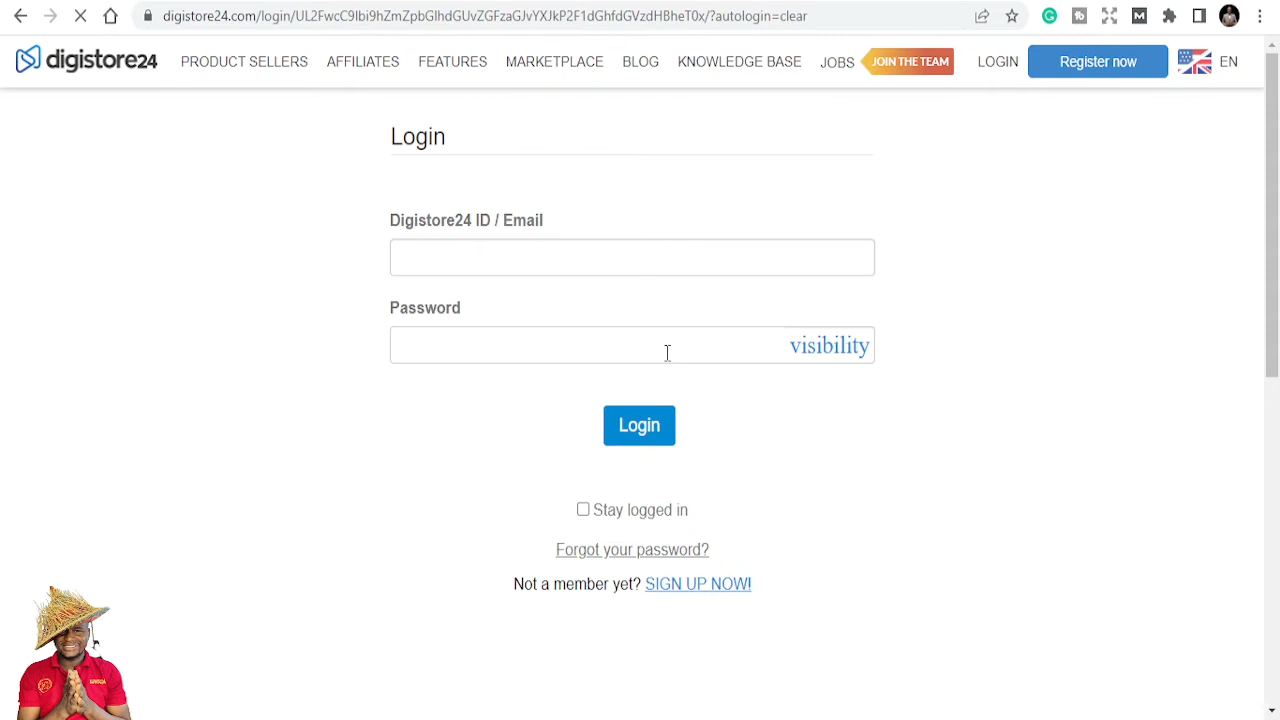 digistore24.com/login/UL2FwcC9ibi9hZmZpbGlhdGUvZGFzaGJvYXJkP2F1dGhfdGVzdHBheT0x/?autologin=clear
digistore24 PRODUCT SELLERS AFFILIATES FEATURES MARKETPLACE BLOG KNOWLEDGE BASE JOBS JOIN THE TEAM LOGIN Register now EN
Login
Digistore24 ID / Email
Password
visibility
Login
Stay logged in
Forgot your password?
Not a member yet? SIGN UP NOW!